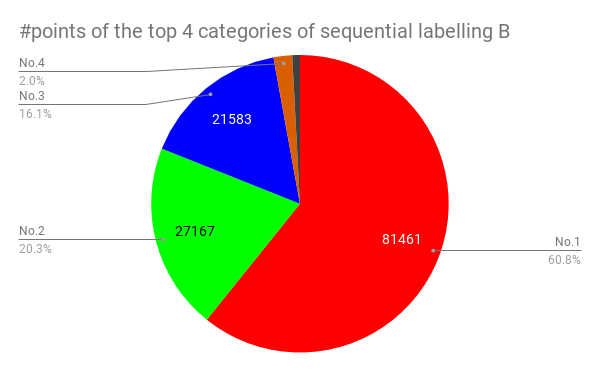 #points of the top 4 categories of sequential labelling B
No.4
2.0%
No.3
16.1%
21583
No.2
20.3%
27167
81461
No.1
60.8%